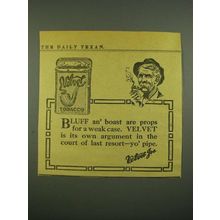 THE DAILY TEXAN
Velvet
TOBACCO
BLUFF an' boast are props
for a weak case. VELVET
is its own argument in the
court of last resort—yo' pipe.
Velvet Joe